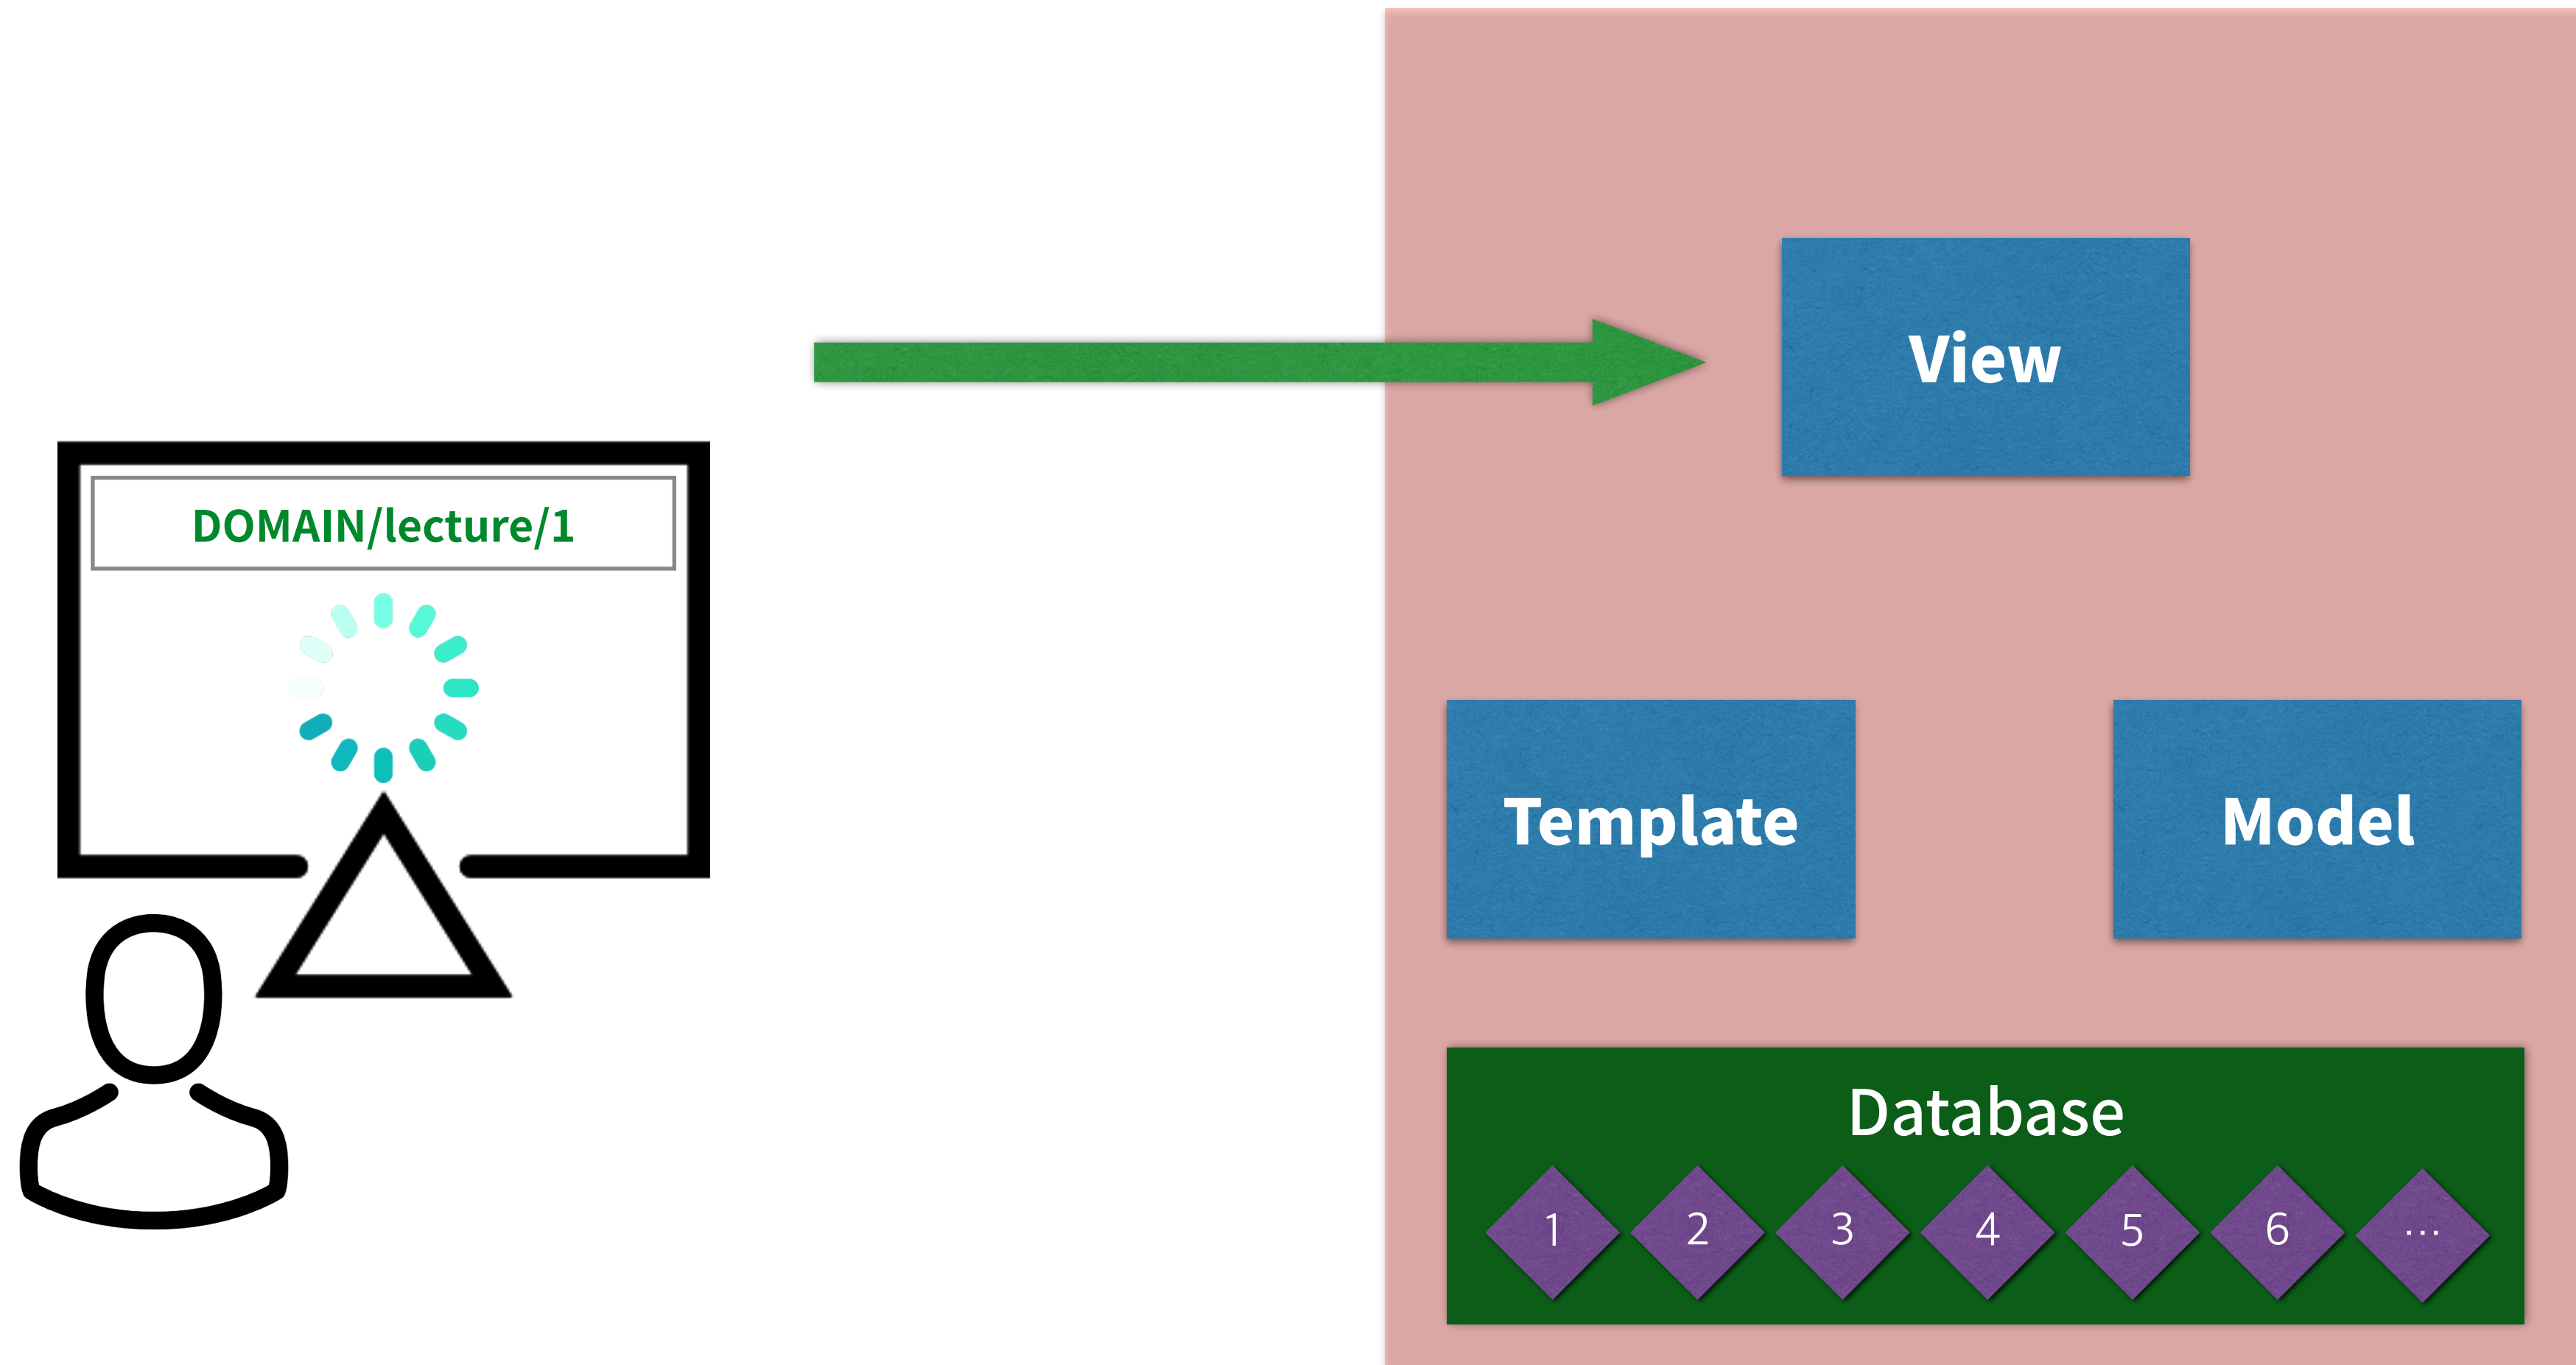 View
DOMAIN/lecture/1
Template
Model
Database
1 2 3 4 5 6 ...